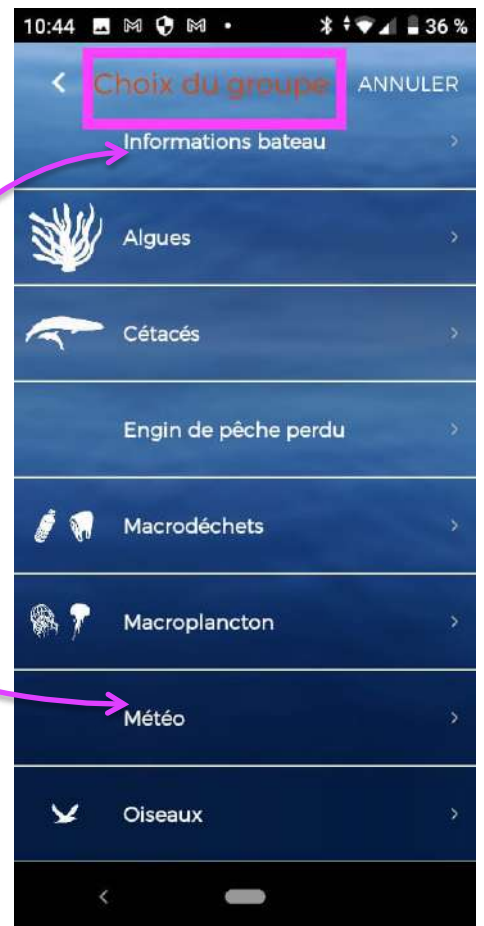 10:44 36 %
Choix du groupe ANNULER
Informations bateau
Algues
Cétacés
Engin de pêche perdu
Macrodéchets
Macroplancton
Météo
Oiseaux